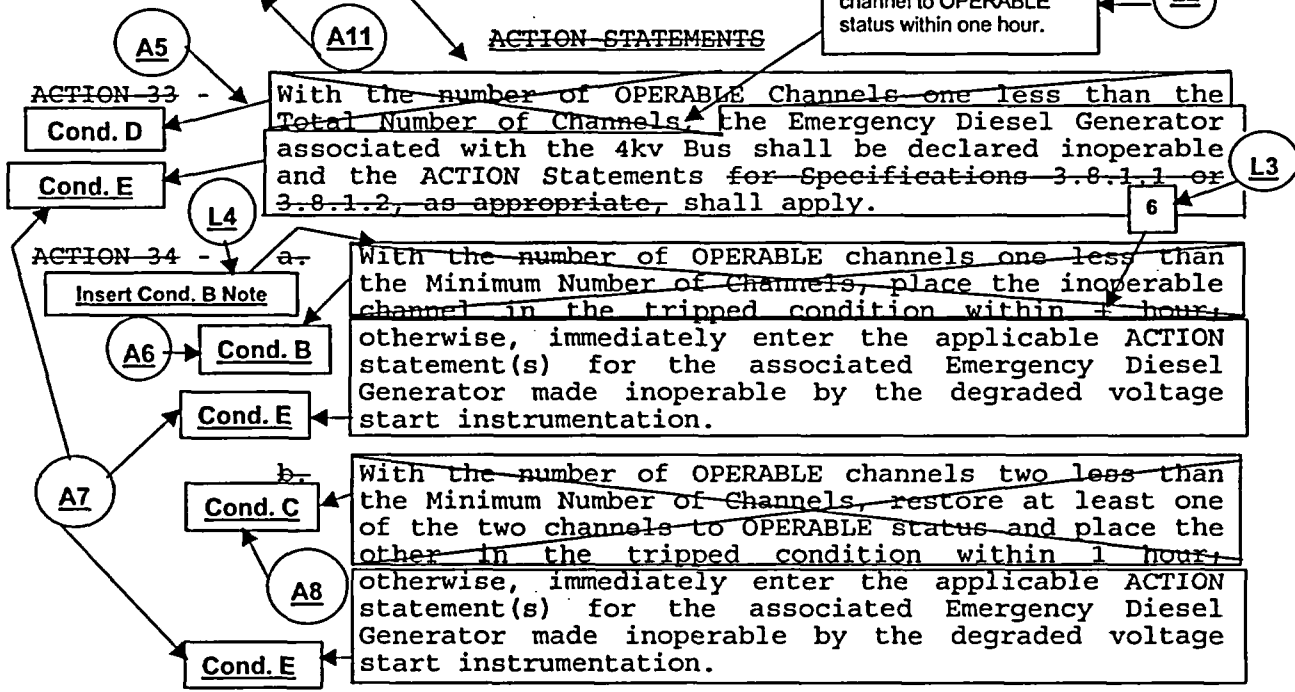 channel to OPERABLE
status within one hour.
A5
A11
ACTION STATEMENTS
ACTION 33 - With the number of OPERABLE Channels one less than the
Total Number of Channels, the Emergency Diesel Generator
associated with the 4kv Bus shall be declared inoperable
and the ACTION Statements for Specifications 3.8.1.1 or
3.8.1.2, as appropriate, shall apply.
Cond. D
Cond. E
L3
6
L4
ACTION 34 - a. With the number of OPERABLE channels one less than
the Minimum Number of Channels, place the inoperable
channel in the tripped condition within 1 hour;
otherwise, immediately enter the applicable ACTION
statement(s) for the associated Emergency Diesel
Generator made inoperable by the degraded voltage
start instrumentation.
Insert Cond. B Note
A6
Cond. B
Cond. E
A7
b. With the number of OPERABLE channels two less than
the Minimum Number of Channels, restore at least one
of the two channels to OPERABLE status and place the
other in the tripped condition within 1 hour;
otherwise, immediately enter the applicable ACTION
statement(s) for the associated Emergency Diesel
Generator made inoperable by the degraded voltage
start instrumentation.
Cond. C
A8
Cond. E